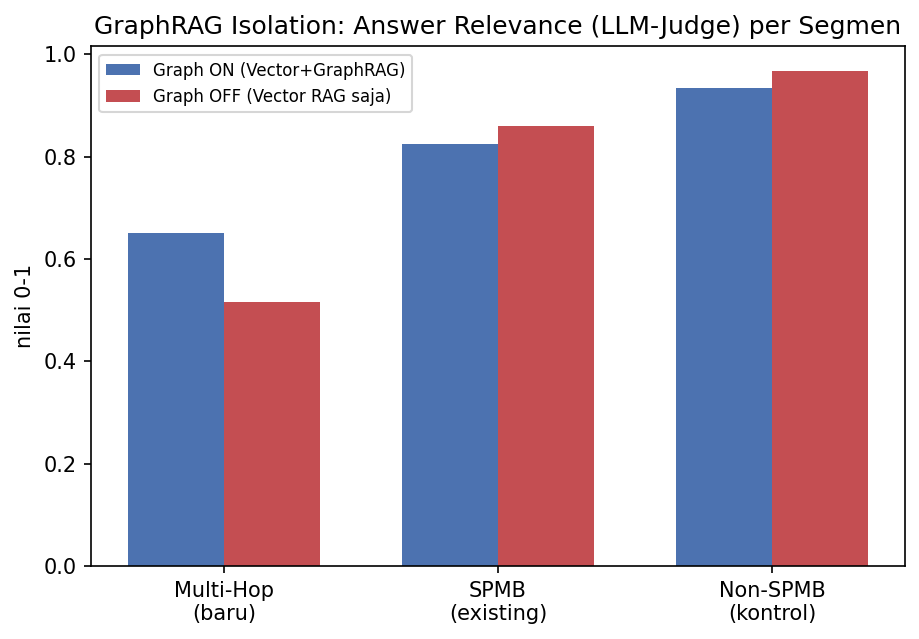 GraphRAG Isolation: Answer Relevance (LLM-Judge) per Segmen
Graph ON (Vector+GraphRAG)
Graph OFF (Vector RAG saja)
nilai 0-1
1.0
0.8
0.6
0.4
0.2
0.0
Multi-Hop
(baru)
SPMB
(existing)
Non-SPMB
(kontrol)